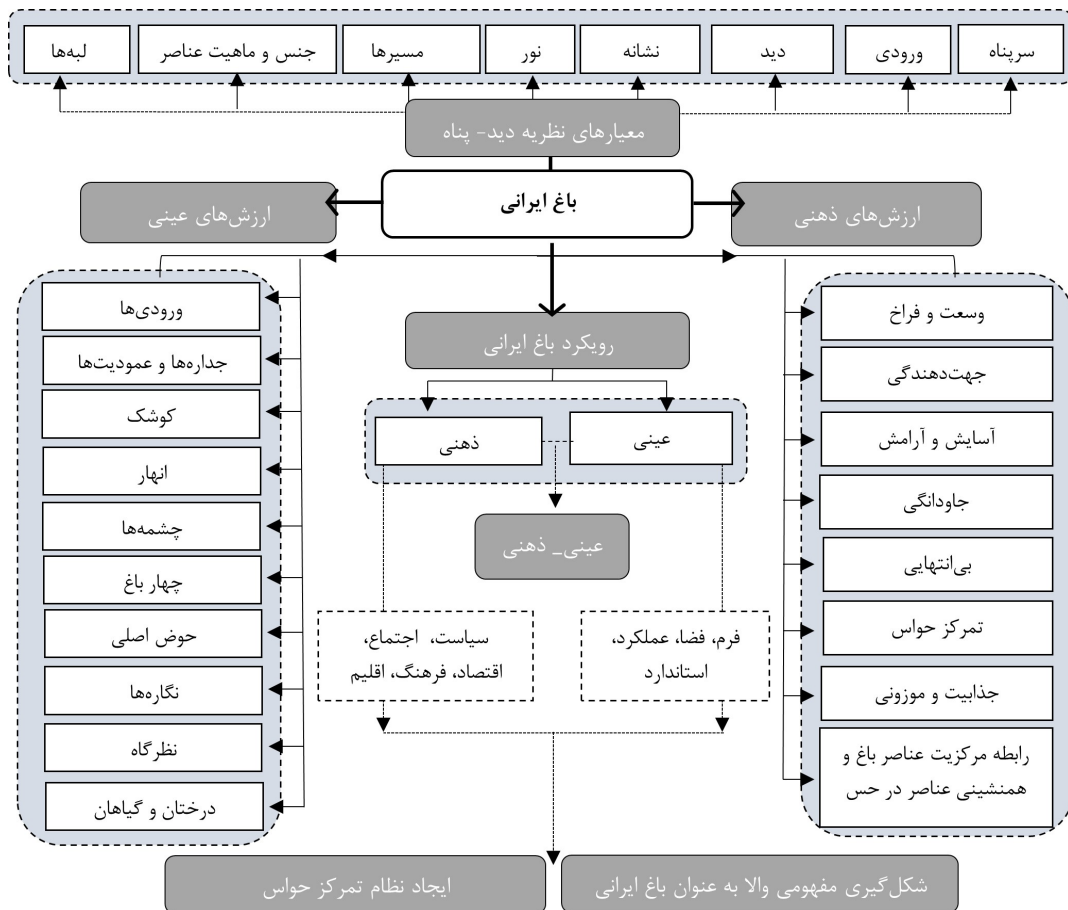 سرپناه
ورودی
دید
نشانه
نور
مسیرها
جنس و ماهیت عناصر
لبه‌ها
معیارهای نظریه دید- پناه
ارزش‌های ذهنی
باغ ایرانی
ارزش‌های عینی
وسعت و فراخ
جهت‌دهندگی
آسایش و آرامش
جاودانگی
بی‌انتهایی
تمرکز حواس
جذابیت و موزونی
رابطه مرکزیت عناصر باغ و
همنشینی عناصر در حس
رویکرد باغ ایرانی
عینی
ذهنی
عینی_ ذهنی
فرم، فضا، عملکرد،
استاندارد
سیاست، اجتماع،
اقتصاد، فرهنگ، اقلیم
ورودی‌ها
جداره‌ها و عمودیت‌ها
کوشک
انهار
چشمه‌ها
چهار باغ
حوض اصلی
نگاره‌ها
نظرگاه
درختان و گیاهان
شکل‌گیری مفهومی والا به عنوان باغ ایرانی
ایجاد نظام تمرکز حواس